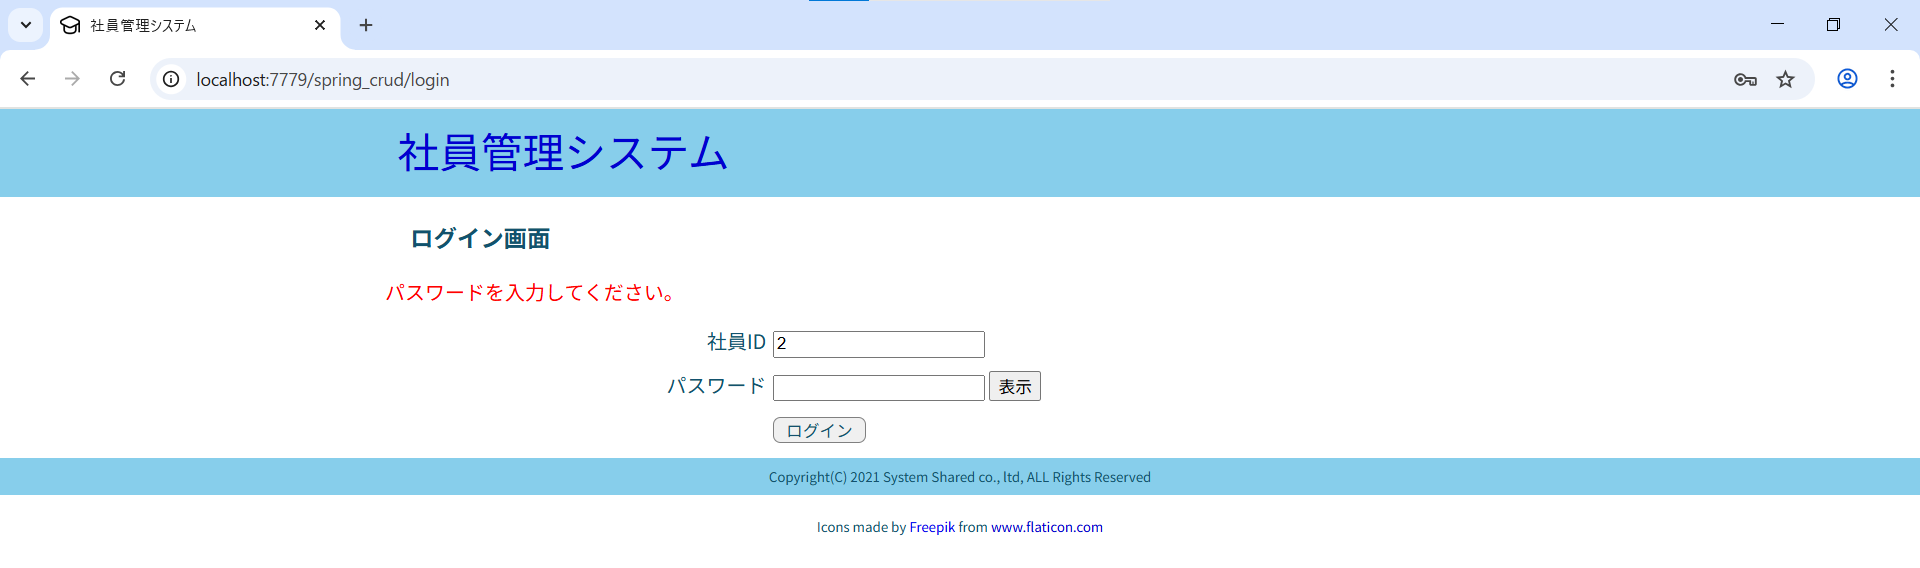 社員管理システム
localhost:7779/spring_crud/login
社員管理システム
ログイン画面
パスワードを入力してください。
社員ID 2
パスワード 表示
ログイン
Copyright(C) 2021 System Shared co., ltd, ALL Rights Reserved
Icons made by Freepik from www.flaticon.com